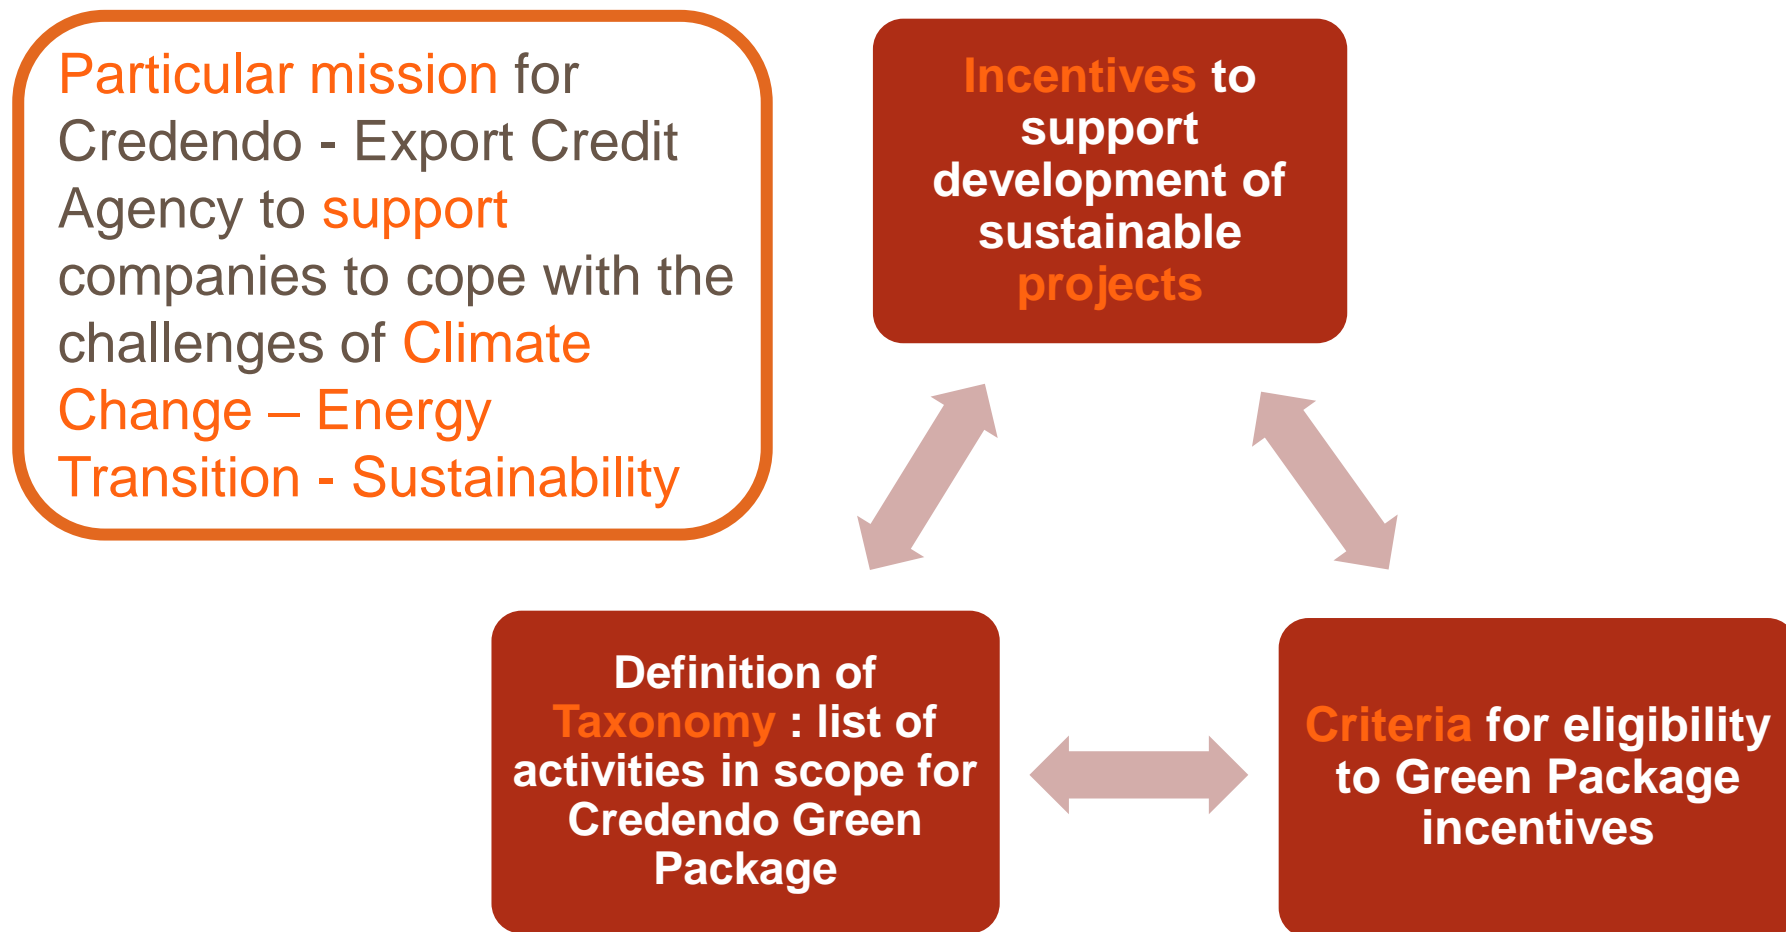 Particular mission for
Credendo - Export Credit
Agency to support
companies to cope with the
challenges of Climate
Change – Energy
Transition - Sustainability
Incentives to
support
development of
sustainable
projects
Definition of
Taxonomy : list of
activities in scope for
Credendo Green
Package
Criteria for eligibility
to Green Package
incentives